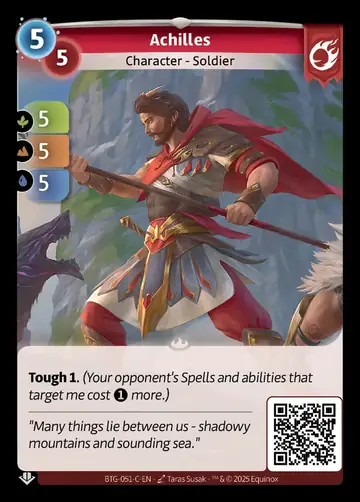 5
5
Achilles
Character - Soldier
5
5
5
Tough 1. (Your opponent's Spells and abilities that
target me cost 1 more.)
"Many things lie between us - shadowy
mountains and sounding sea."
BTG-051-C-EN - Taras Susak - ™ & © 2025 Equinox